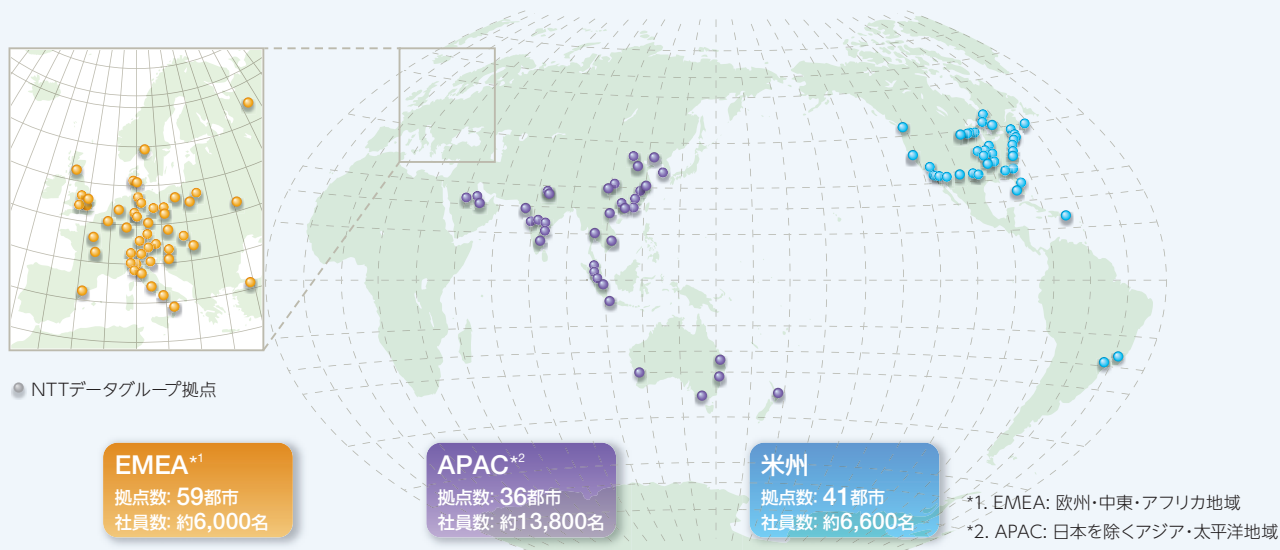 NTTデータグループ拠点
EMEA*1
拠点数: 59都市
社員数: 約6,000名
APAC*2
拠点数: 36都市
社員数: 約13,800名
米州
拠点数: 41都市
社員数: 約6,600名
*1. EMEA: 欧州・中東・アフリカ地域
*2. APAC: 日本を除くアジア・太平洋地域